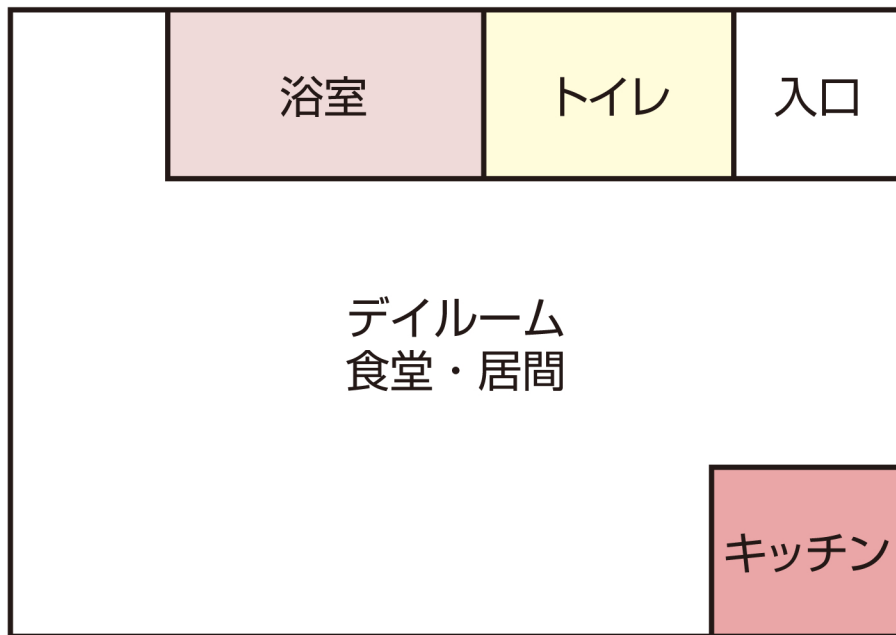 浴室
トイレ
入口
デイルーム
食堂・居間
キッチン